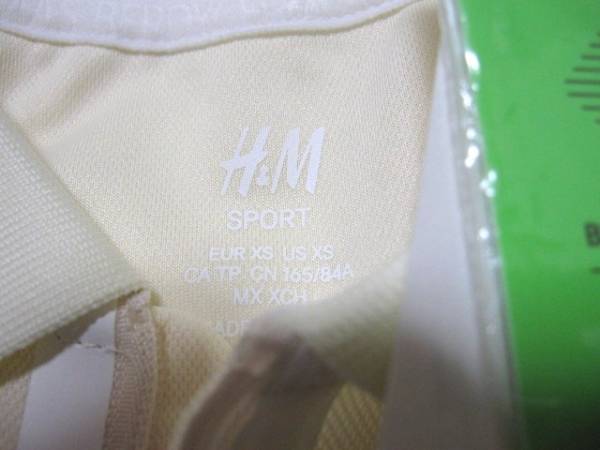 H&M
SPORT
EUR XS US XS
CA TP CN 165/84A
MX XCH